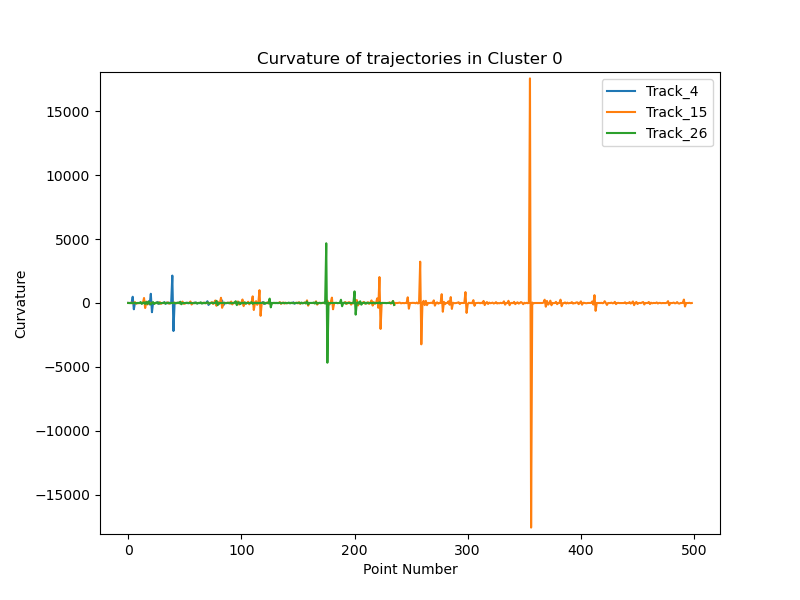 Curvature of trajectories in Cluster 0
Track_4
Track_15
Track_26
15000
10000
5000
0
−5000
−10000
−15000
Curvature
0 100 200 300 400 500
Point Number